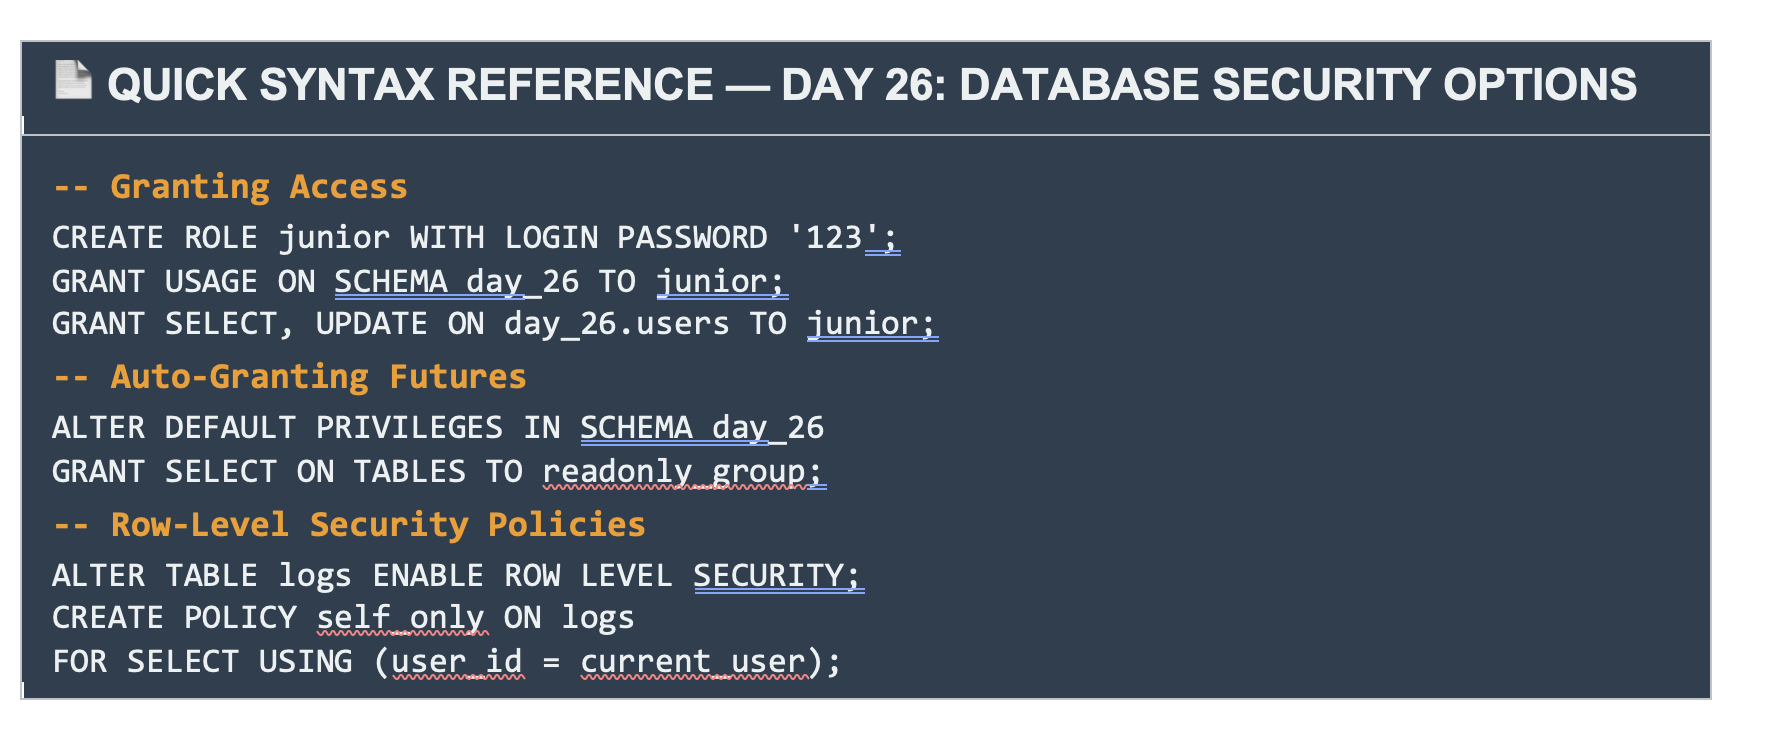 QUICK SYNTAX REFERENCE — DAY 26: DATABASE SECURITY OPTIONS
-- Granting Access
CREATE ROLE junior WITH LOGIN PASSWORD '123';
GRANT USAGE ON SCHEMA day_26 TO junior;
GRANT SELECT, UPDATE ON day_26.users TO junior;
-- Auto-Granting Futures
ALTER DEFAULT PRIVILEGES IN SCHEMA day_26
GRANT SELECT ON TABLES TO readonly_group;
-- Row-Level Security Policies
ALTER TABLE logs ENABLE ROW LEVEL SECURITY;
CREATE POLICY self_only ON logs
FOR SELECT USING (user_id = current_user);